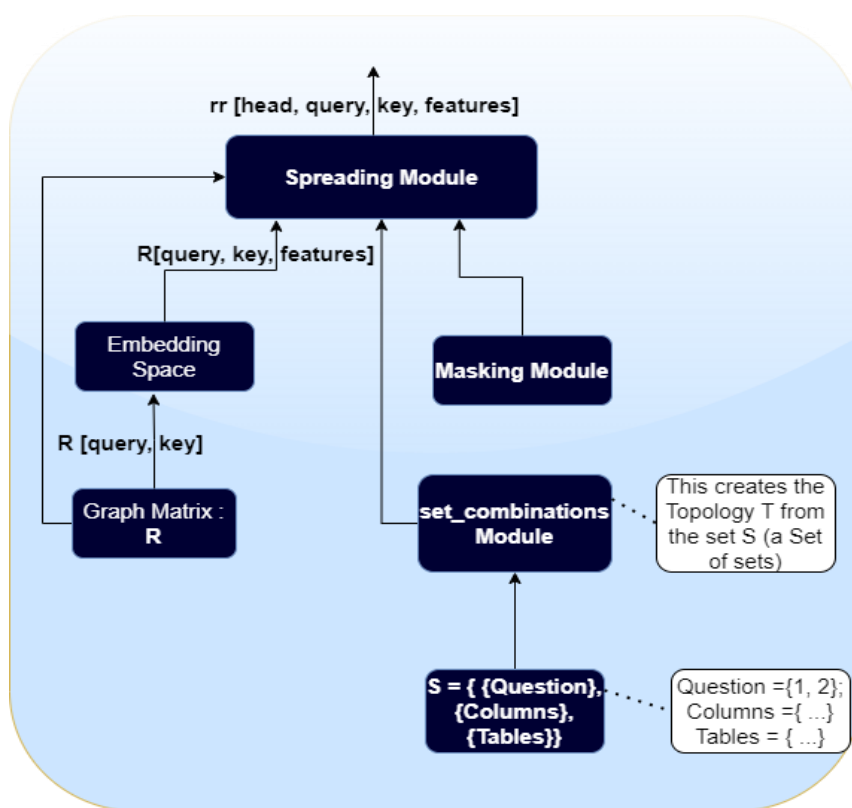 rr [head, query, key, features]
Spreading Module
R[query, key, features]
Embedding
Space
Masking Module
R [query, key]
Graph Matrix :
R
set_combinations
Module
This creates the
Topology T from
the set S (a Set
of sets)
S = { {Question},
{Columns},
{Tables}}
Question ={1, 2};
Columns ={ ...}
Tables = { ...}